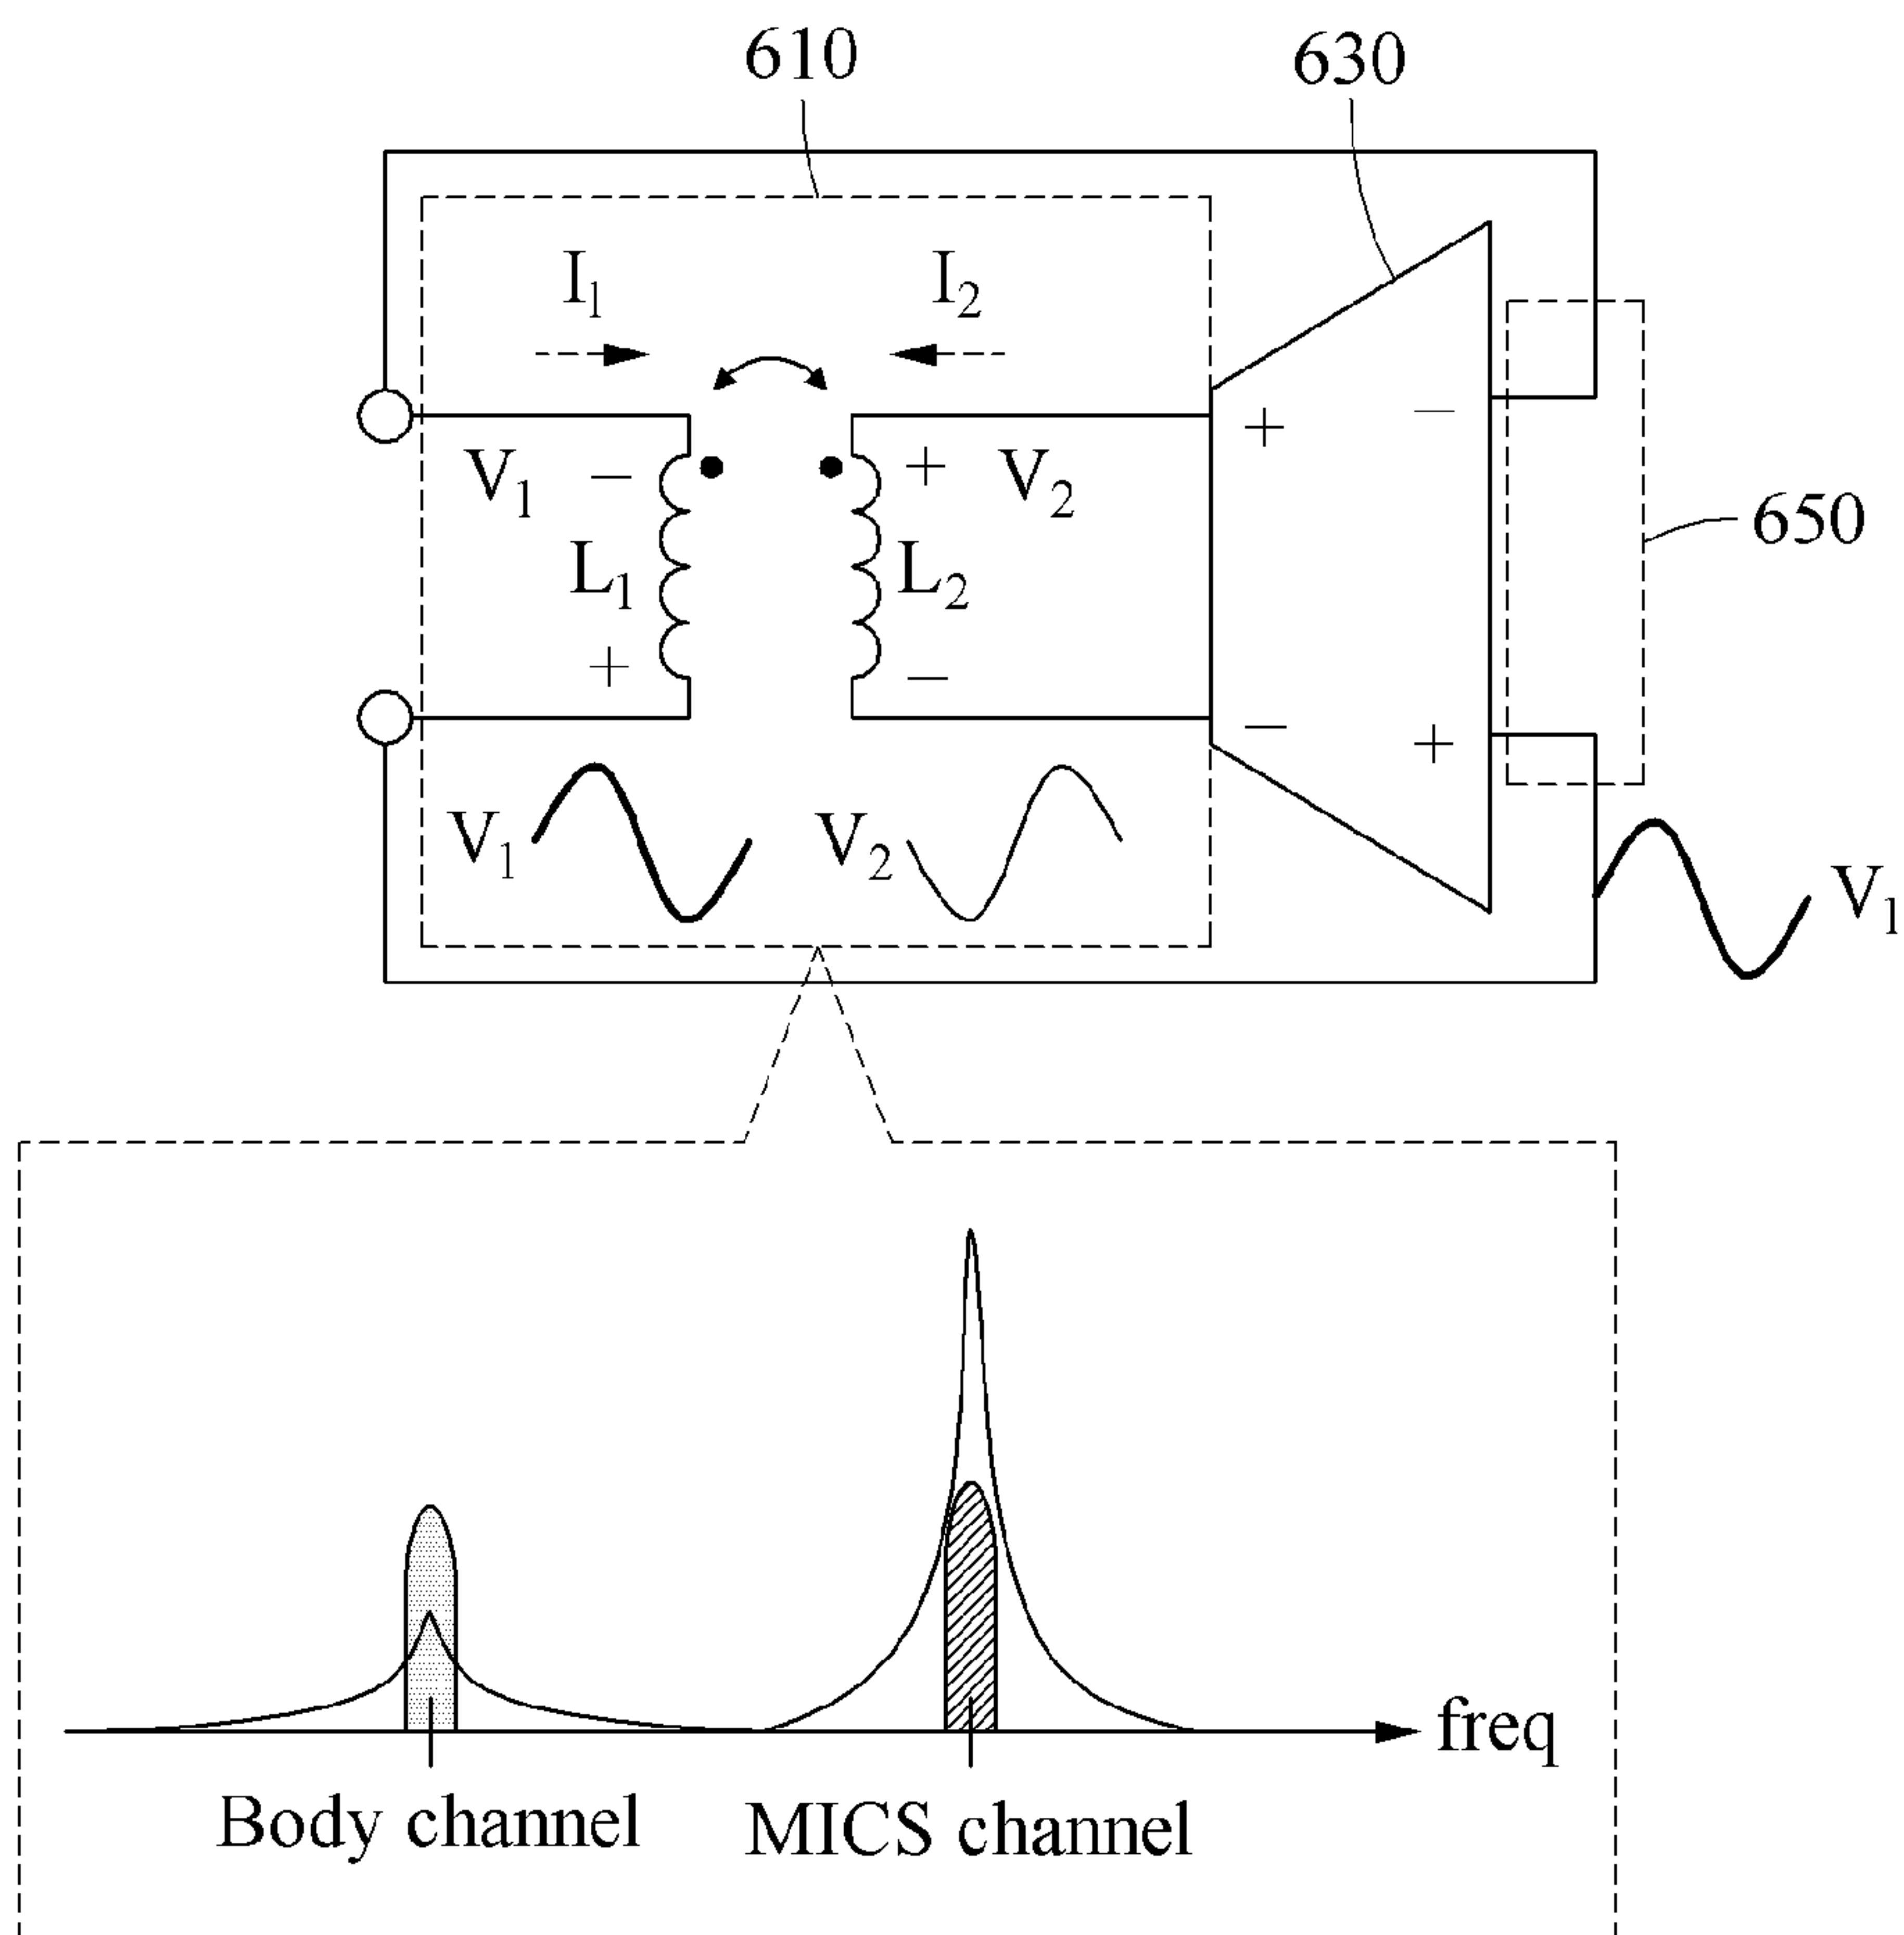 610
630
I1 I2
+ −
V1 − + V2
650
L1 L2
+ −
− +
V1 V2
V1
freq
Body channel MICS channel